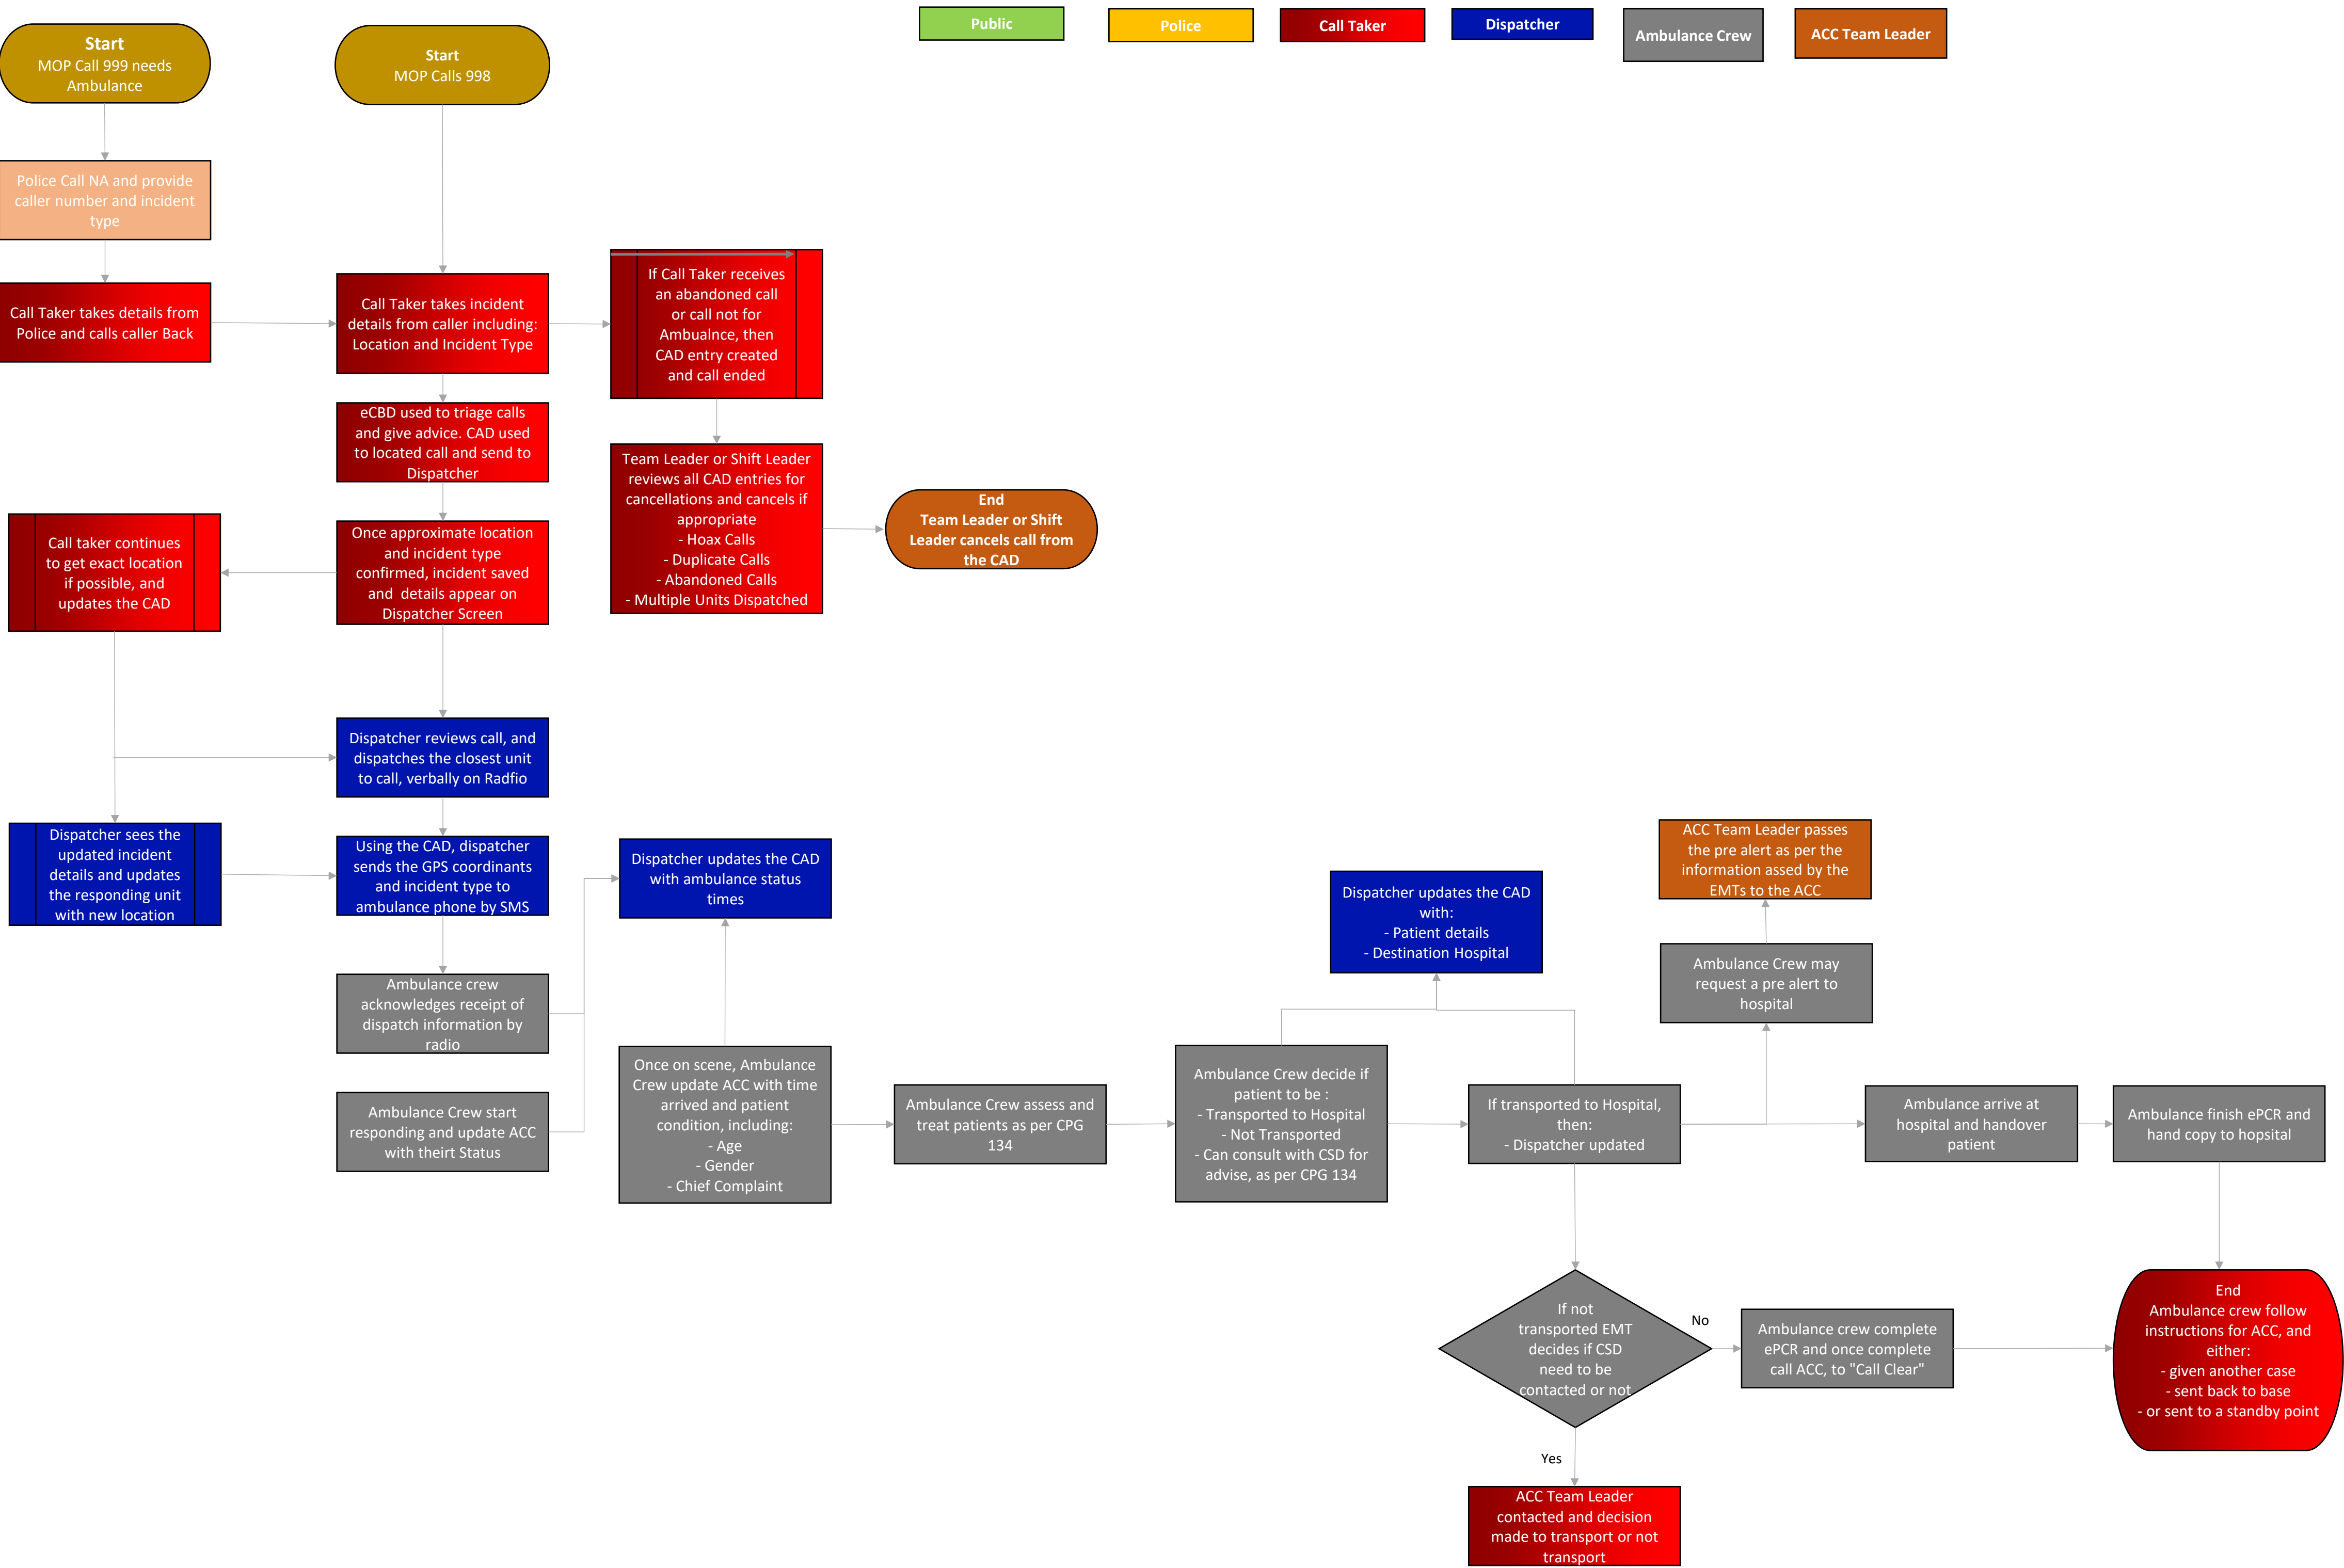 Public
Police
Call Taker
Dispatcher
Ambulance Crew
ACC Team Leader
Start
MOP Call 999 needs
Ambulance
Start
MOP Calls 998
Police Call NA and provide
caller number and incident
type
Call Taker takes details from
Police and calls caller Back
Call Taker takes incident
details from caller including:
Location and Incident Type
If Call Taker receives
an abandoned call
or call not for
Ambualnce, then
CAD entry created
and call ended
eCBD used to triage calls
and give advice. CAD used
to located call and send to
Dispatcher
Team Leader or Shift Leader
reviews all CAD entries for
cancellations and cancels if
appropriate
- Hoax Calls
- Duplicate Calls
- Abandoned Calls
- Multiple Units Dispatched
End
Team Leader or Shift
Leader cancels call from
the CAD
Call taker continues
to get exact location
if possible, and
updates the CAD
Once approximate location
and incident type
confirmed, incident saved
and details appear on
Dispatcher Screen
Dispatcher reviews call, and
dispatches the closest unit
to call, verbally on Radfio
Dispatcher sees the
updated incident
details and updates
the responding unit
with new location
Using the CAD, dispatcher
sends the GPS coordinants
and incident type to
ambulance phone by SMS
Dispatcher updates the CAD
with ambulance status
times
Dispatcher updates the CAD
with:
- Patient details
- Destination Hospital
ACC Team Leader passes
the pre alert as per the
information assed by the
EMTs to the ACC
Ambulance Crew may
request a pre alert to
hospital
Ambulance crew
acknowledges receipt of
dispatch information by
radio
Ambulance Crew start
responding and update ACC
with theirt Status
Once on scene, Ambulance
Crew update ACC with time
arrived and patient
condition, including:
- Age
- Gender
- Chief Complaint
Ambulance Crew assess and
treat patients as per CPG
134
Ambulance Crew decide if
patient to be :
- Transported to Hospital
- Not Transported
- Can consult with CSD for
advise, as per CPG 134
If transported to Hospital,
then:
- Dispatcher updated
Ambulance arrive at
hospital and handover
patient
Ambulance finish ePCR and
hand copy to hopsital
If not
transported EMT
decides if CSD
need to be
contacted or not
No
Ambulance crew complete
ePCR and once complete
call ACC, to "Call Clear"
End
Ambulance crew follow
instructions for ACC, and
either:
- given another case
- sent back to base
- or sent to a standby point
Yes
ACC Team Leader
contacted and decision
made to transport or not
transport